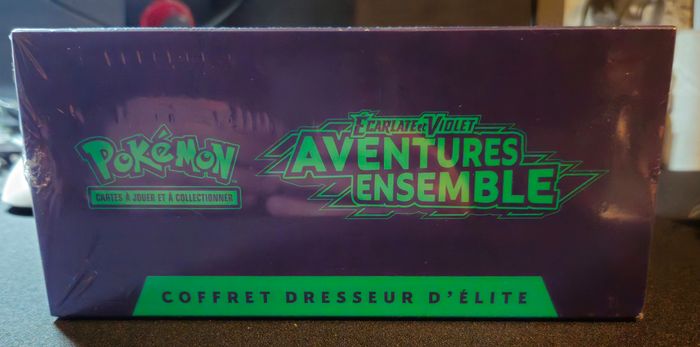 POKÉMON
CARTES À JOUER ET À COLLECTIONNER
ÉCARLATE ET VIOLET
AVENTURES
ENSEMBLE
COFFRET DRESSEUR D'ÉLITE